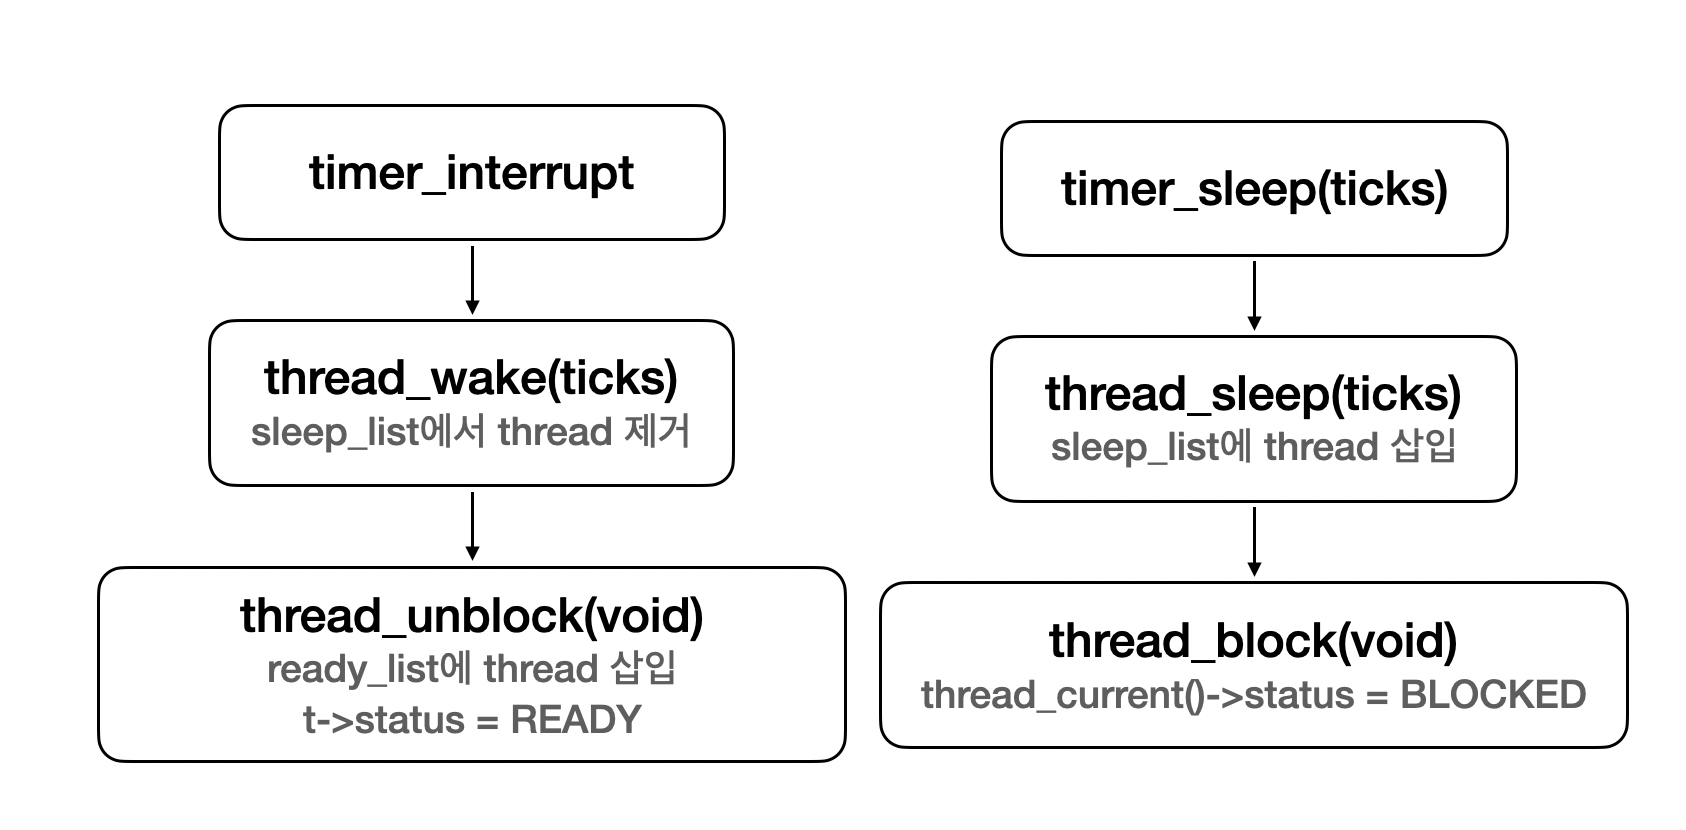 timer_interrupt
thread_wake(ticks)
sleep_list에서 thread 제거
thread_unblock(void)
ready_list에 thread 삽입
t->status = READY
timer_sleep(ticks)
thread_sleep(ticks)
sleep_list에 thread 삽입
thread_block(void)
thread_current()->status = BLOCKED